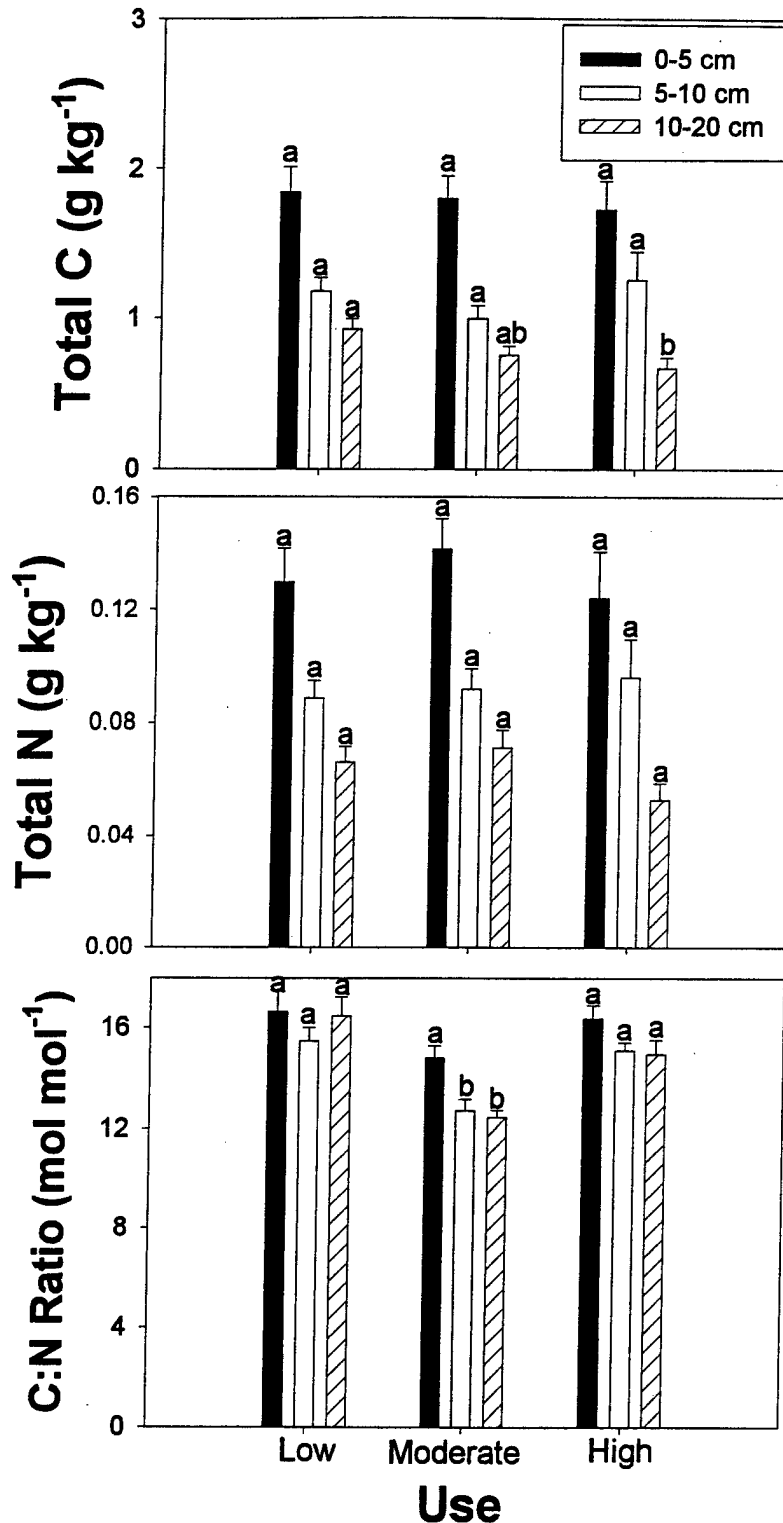 Total C (g kg⁻¹)
3
2
1
0
0-5 cm
5-10 cm
10-20 cm
a
a
a
a
a
ab
a
a
b
Total N (g kg⁻¹)
0.16
0.12
0.08
0.04
0.00
a
a
a
a
a
a
a
a
a
C:N Ratio (mol mol⁻¹)
16
12
8
4
0
a
a
a
a
b
b
a
a
a
Low Moderate High
Use